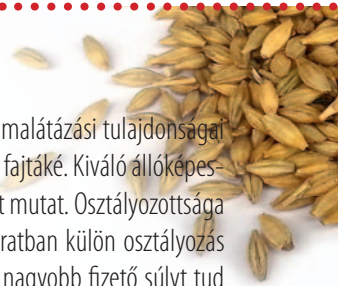 malátázási tulajdonságai
fajtáké. Kiváló állóképes-
t mutat. Osztályozottsága
ratban külön osztályozás
nagyobb fizető súlyt tud